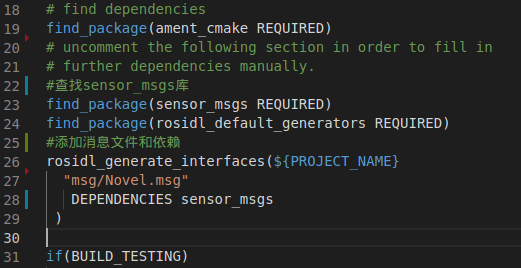 18 # find dependencies
19 find_package(ament_cmake REQUIRED)
20 # uncomment the following section in order to fill in
21 # further dependencies manually.
22 #查找sensor_msgs库
23 find_package(sensor_msgs REQUIRED)
24 find_package(rosidl_default_generators REQUIRED)
25 #添加消息文件和依赖
26 rosidl_generate_interfaces(${PROJECT_NAME}
27 "msg/Novel.msg"
28 DEPENDENCIES sensor_msgs
29 )
30
31 if(BUILD_TESTING)